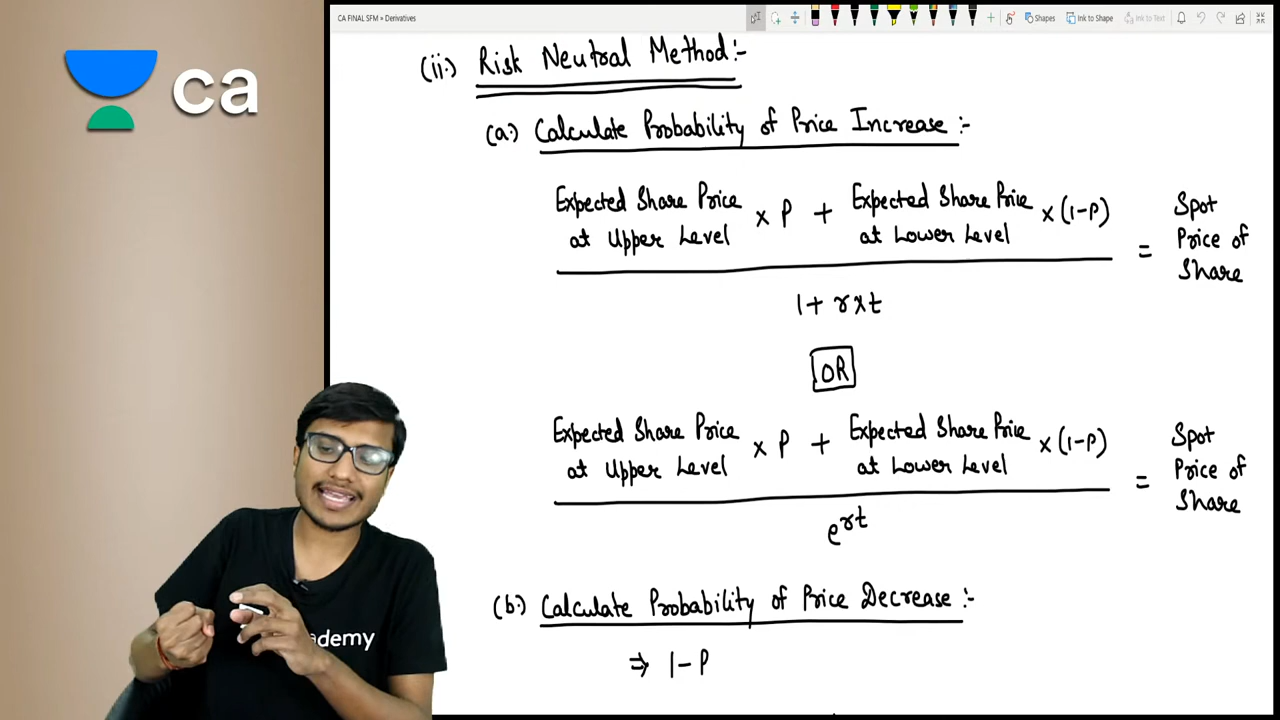 CA FINAL SFM > Derivatives
Shapes
Ink to Shape
Ink to Text
ca
(ii:) Risk Neutral Method:-
(a:) Calculate Probability of Price Increase:-
Expected Share Price at Upper Level × P + Expected Share Price at Lower Level × (1-P)
1 + r×t
= Spot Price of Share
OR
Expected Share Price at Upper Level × P + Expected Share Price at Lower Level × (1-P)
e^rt
= Spot Price of Share
(b:) Calculate Probability of Price Decrease:-
⇒ 1-P
ademy